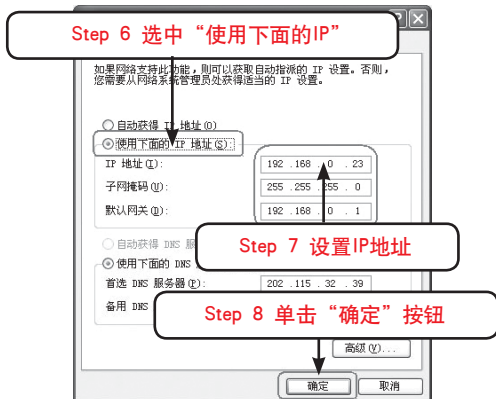 Step 6 选中“使用下面的IP”
如果网络支持此功能，则可以获取自动指派的 IP 设置。否则，
您需要从网络系统管理员处获得适当的 IP 设置。
自动获得 IP 地址(O)
使用下面的 IP 地址(S):
IP 地址(I): 192 .168 . 0 . 23
子网掩码(U): 255 .255 .255 . 0
默认网关(D): 192 .168 . 0 . 1
自动获得 DNS 服
Step 7 设置IP地址
使用下面的 DNS
首选 DNS 服务器(P): 202 .115 . 32 . 39
备用 DNS
Step 8 单击“确定”按钮
高级(V)...
确定 取消